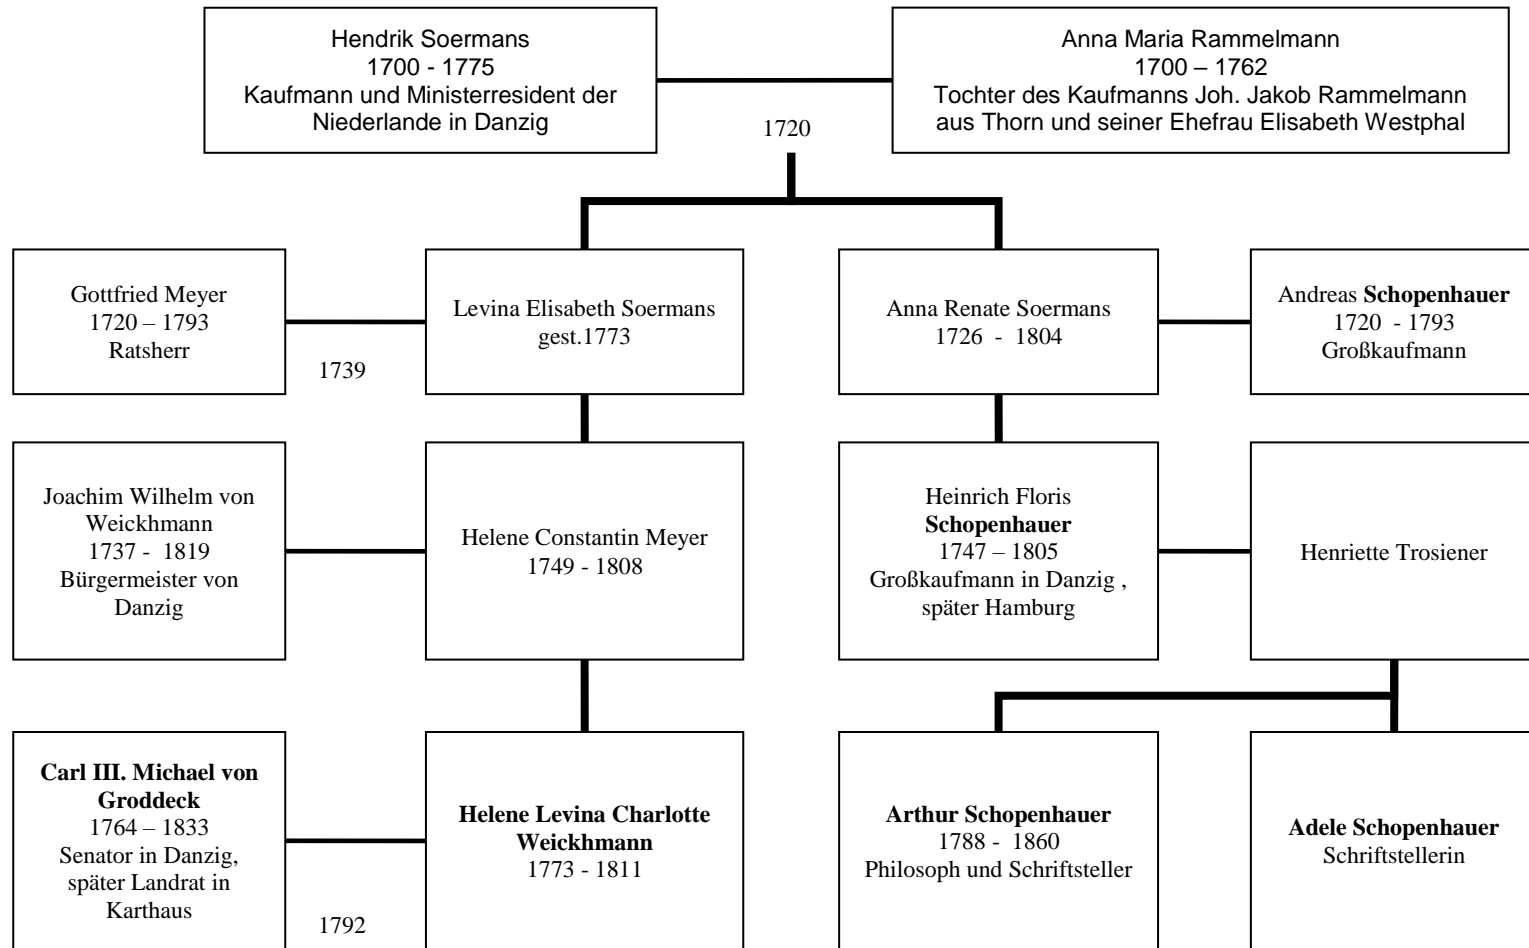 Hendrik Soermans
1700 - 1775
Kaufmann und Ministerresident der
Niederlande in Danzig
Anna Maria Rammelmann
1700 – 1762
Tochter des Kaufmanns Joh. Jakob Rammelmann
aus Thorn und seiner Ehefrau Elisabeth Westphal
1720
Gottfried Meyer
1720 – 1793
Ratsherr
1739
Levina Elisabeth Soermans
gest.1773
Anna Renate Soermans
1726 - 1804
Andreas Schopenhauer
1720 - 1793
Großkaufmann
Joachim Wilhelm von
Weickhmann
1737 - 1819
Bürgermeister von
Danzig
Helene Constantin Meyer
1749 - 1808
Heinrich Floris
Schopenhauer
1747 – 1805
Großkaufmann in Danzig ,
später Hamburg
Henriette Trosiener
Carl III. Michael von
Groddeck
1764 – 1833
Senator in Danzig,
später Landrat in
Karthaus
1792
Helene Levina Charlotte
Weickhmann
1773 - 1811
Arthur Schopenhauer
1788 - 1860
Philosoph und Schriftsteller
Adele Schopenhauer
Schriftstellerin